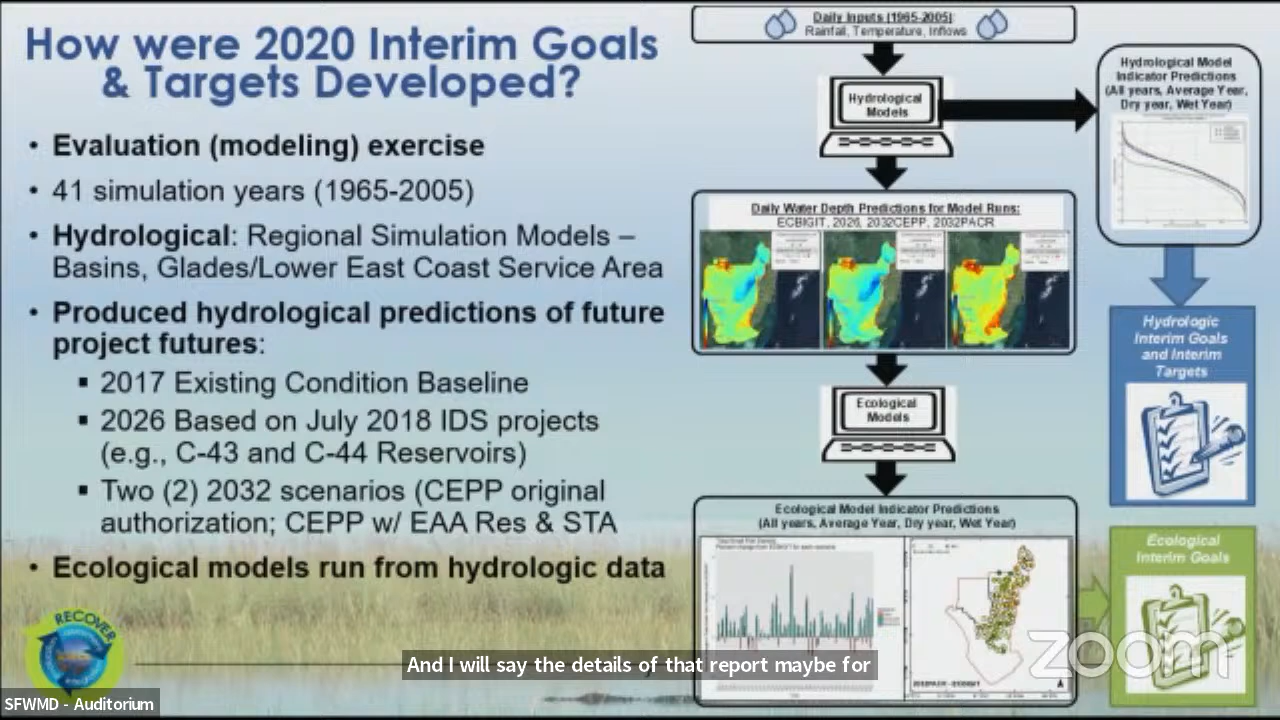 How were 2020 Interim Goals
& Targets Developed?
• Evaluation (modeling) exercise
• 41 simulation years (1965-2005)
• Hydrological: Regional Simulation Models –
Basins, Glades/Lower East Coast Service Area
• Produced hydrological predictions of future
project futures:
▪ 2017 Existing Condition Baseline
▪ 2026 Based on July 2018 IDS projects
(e.g., C-43 and C-44 Reservoirs)
▪ Two (2) 2032 scenarios (CEPP original
authorization; CEPP w/ EAA Res & STA
• Ecological models run from hydrologic data
Daily Inputs (1965-2005):
Rainfall, Temperature, Inflows
Hydrological
Models
Hydrological Model
Indicator Predictions
(All years, Average Year,
Dry year, Wet Year)
Daily Water Depth Predictions for Model Runs:
ECBIGIT, 2026, 2032CEPP, 2032PACR
Hydrologic
Interim Goals
and Interim
Targets
Ecological
Models
Ecological Model Indicator Predictions
(All years, Average Year, Dry year, Wet Year)
2032PACR - ECBIGIT
Ecological
Interim Goals
RECOVER
zoom
And I will say the details of that report maybe for
SFWMD - Auditorium